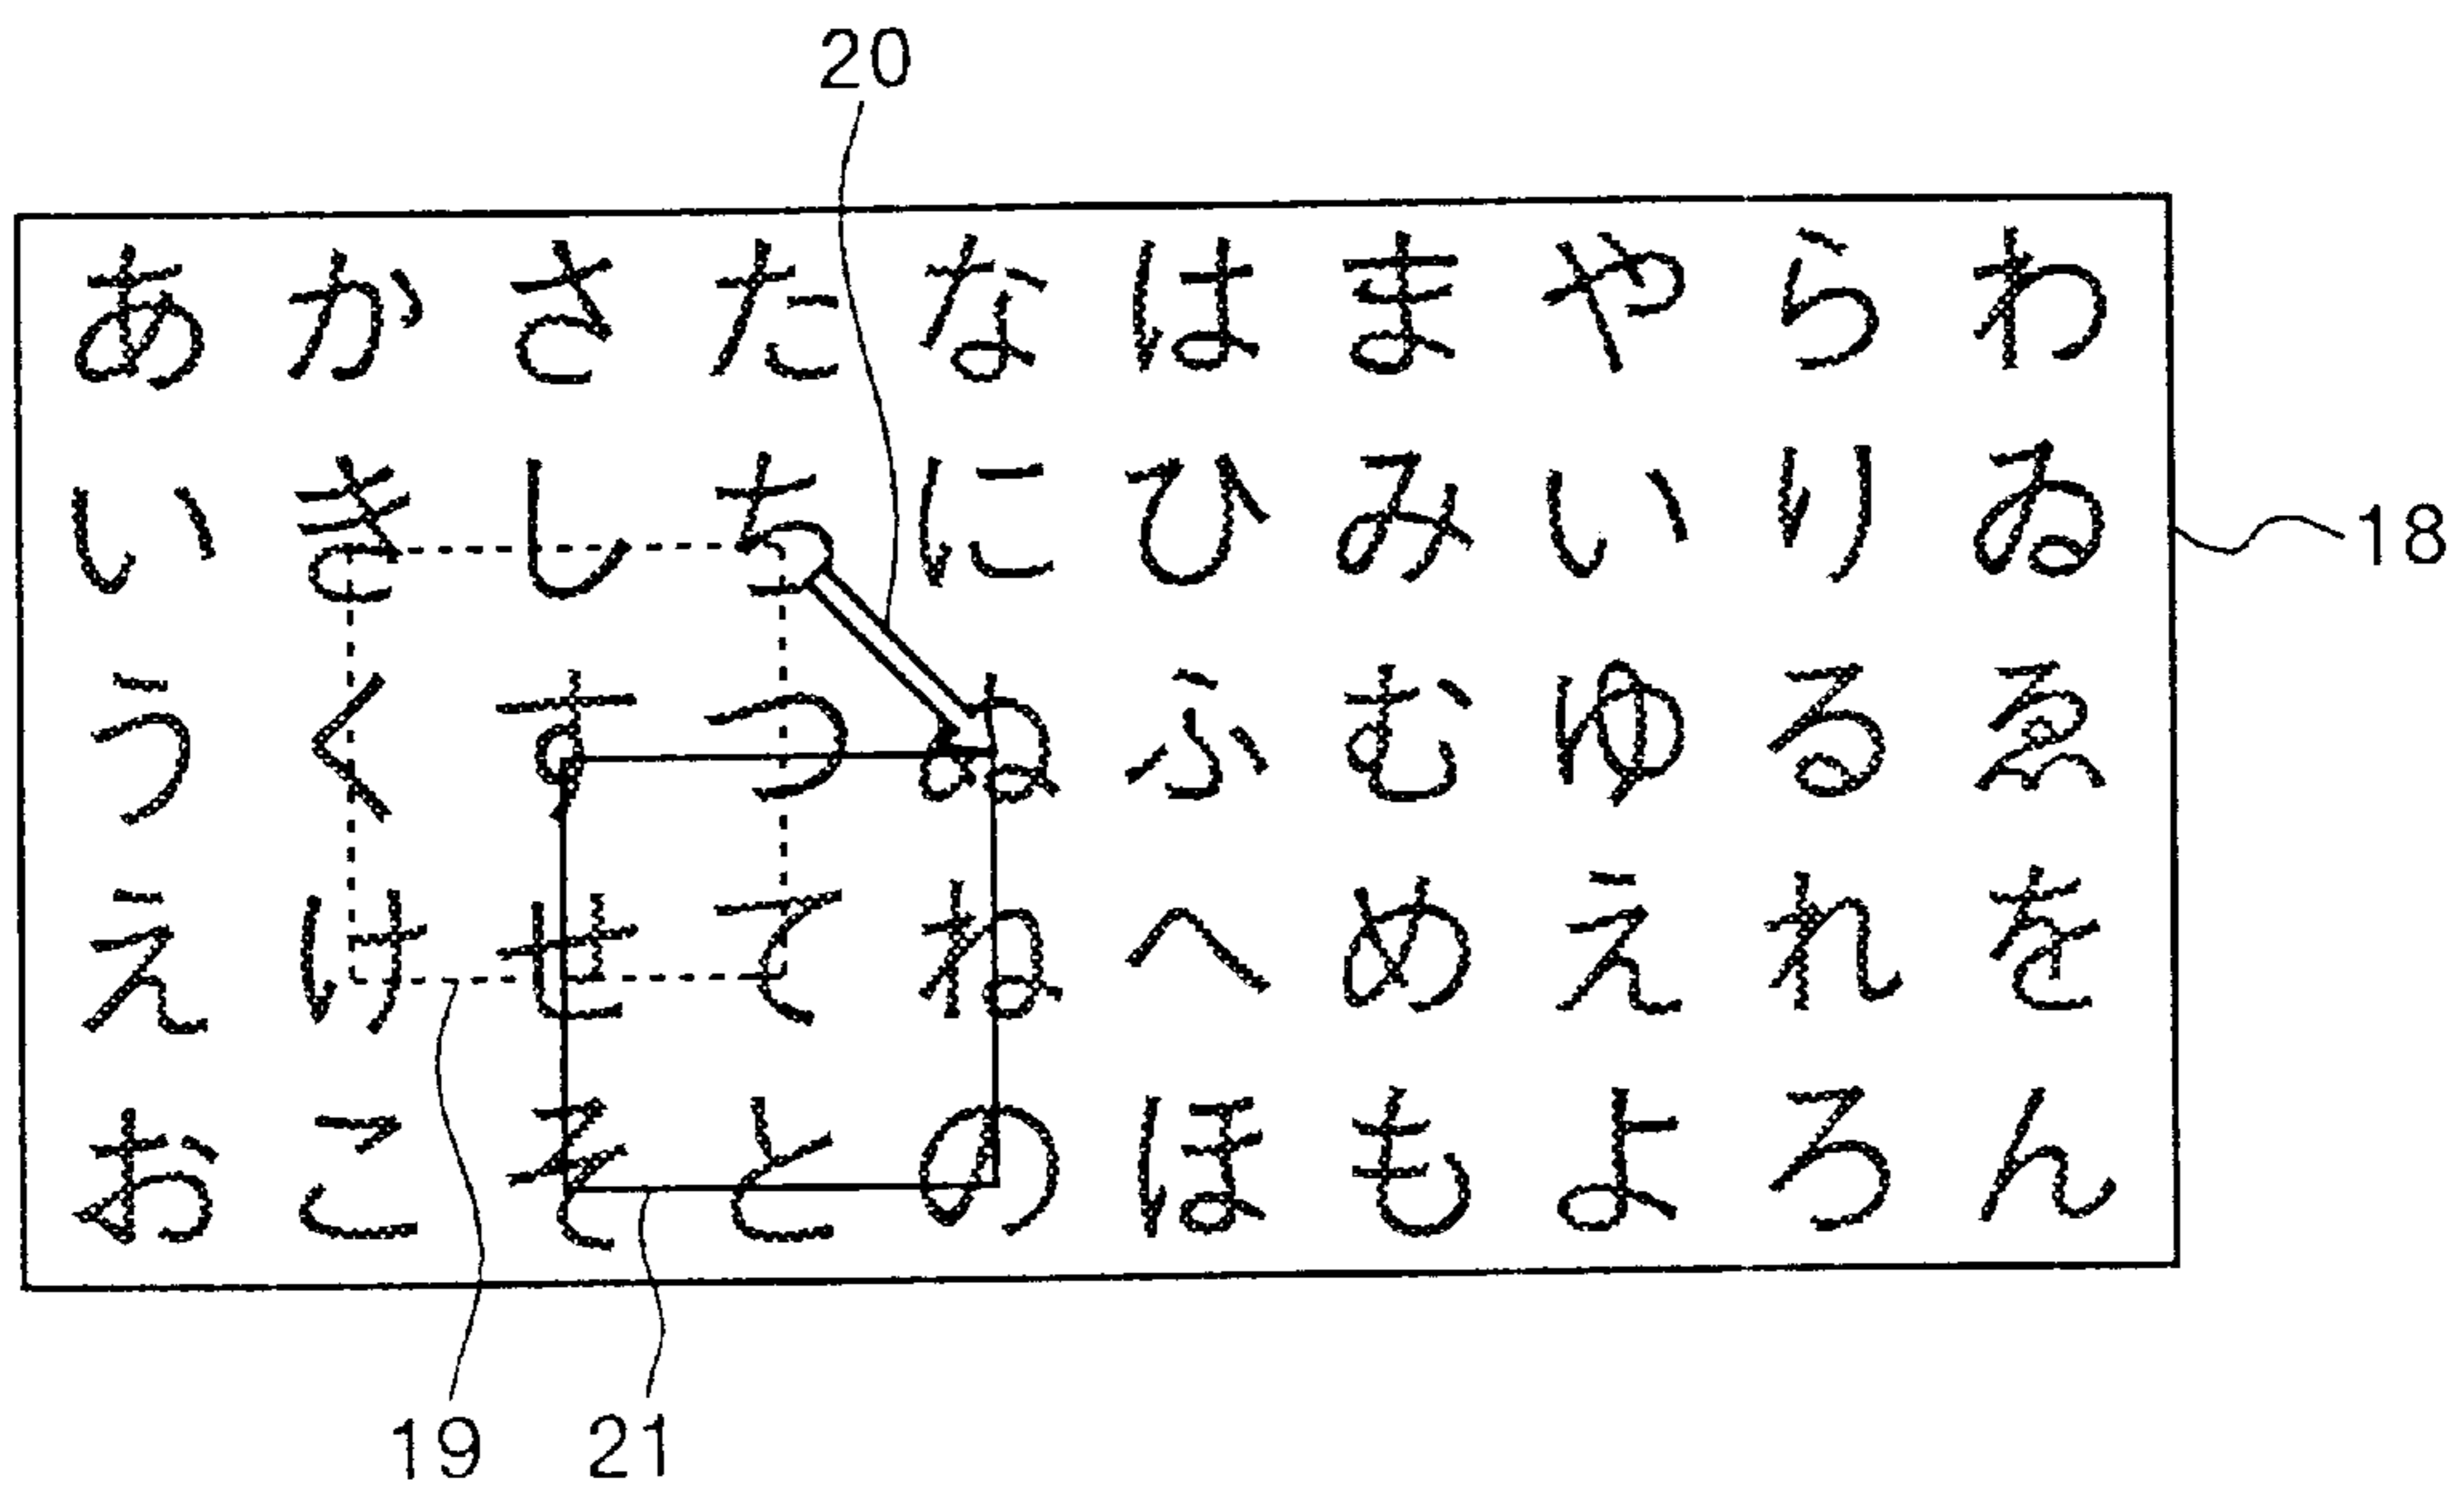 20
あ か さ た な は ま や ら わ
い き し ち に ひ み い り ゐ
18
う く す つ ぬ ふ む ゆ る ゑ
え け せ て ね へ め え れ を
お こ そ と の ほ も よ ろ ん
19 21